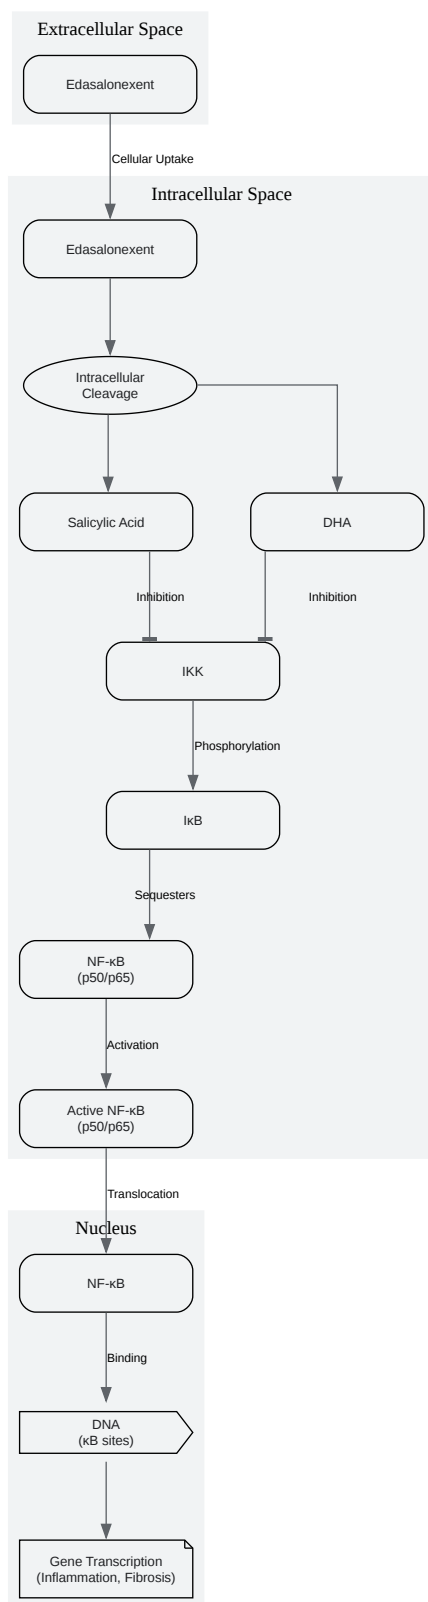 Extracellular Space
Edasalonexent
Cellular Uptake
Intracellular Space
Edasalonexent
Intracellular
Cleavage
Salicylic Acid
DHA
Inhibition
Inhibition
IKK
Phosphorylation
IκB
Sequesters
NF-κB
(p50/p65)
Activation
Active NF-κB
(p50/p65)
Translocation
Nucleus
NF-κB
Binding
DNA
(κB sites)
Gene Transcription
(Inflammation, Fibrosis)